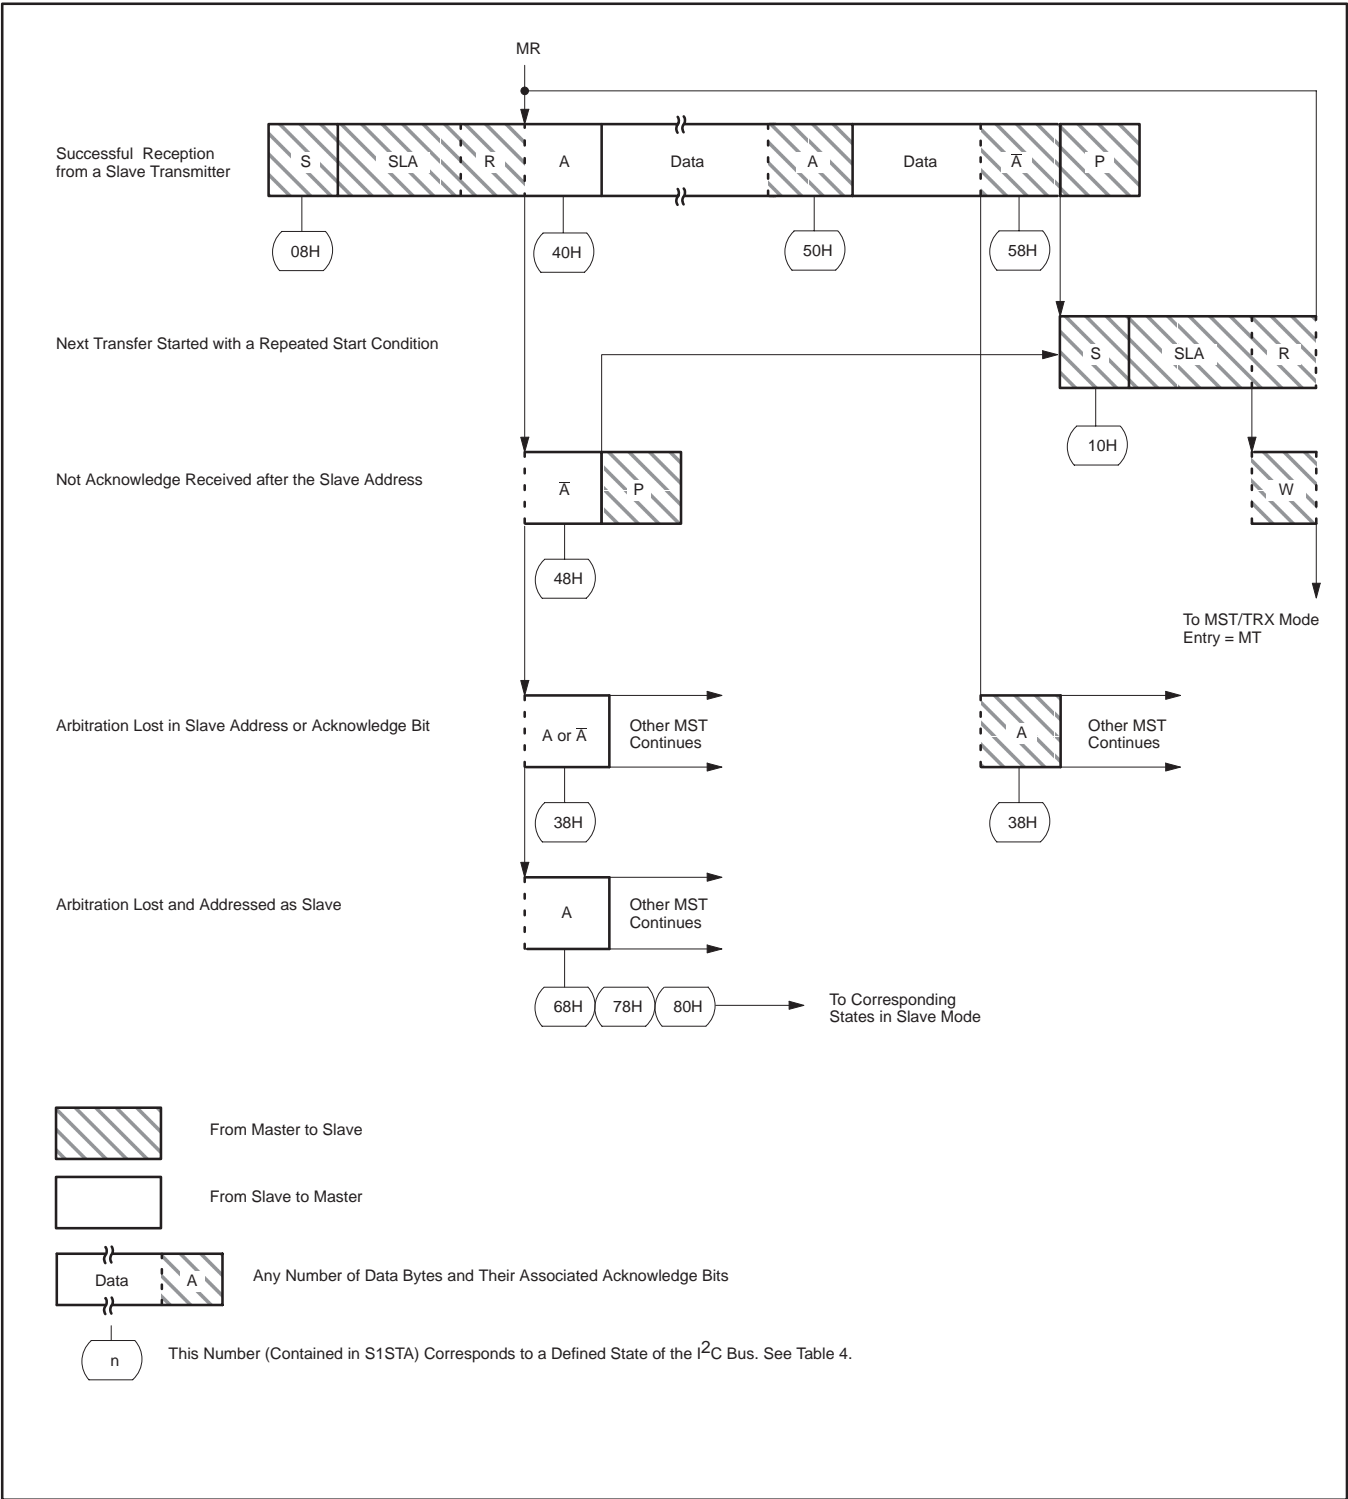 MR
Successful Reception
from a Slave Transmitter
S SLA R A Data A Data A̅ P
08H 40H 50H 58H
Next Transfer Started with a Repeated Start Condition
S SLA R
10H
Not Acknowledge Received after the Slave Address
A̅ P
W
48H
To MST/TRX Mode
Entry = MT
Arbitration Lost in Slave Address or Acknowledge Bit
A or A̅
Other MST
Continues
A
Other MST
Continues
38H 38H
Arbitration Lost and Addressed as Slave
A
Other MST
Continues
68H 78H 80H
To Corresponding
States in Slave Mode
From Master to Slave
From Slave to Master
Data A
Any Number of Data Bytes and Their Associated Acknowledge Bits
n
This Number (Contained in S1STA) Corresponds to a Defined State of the I²C Bus. See Table 4.